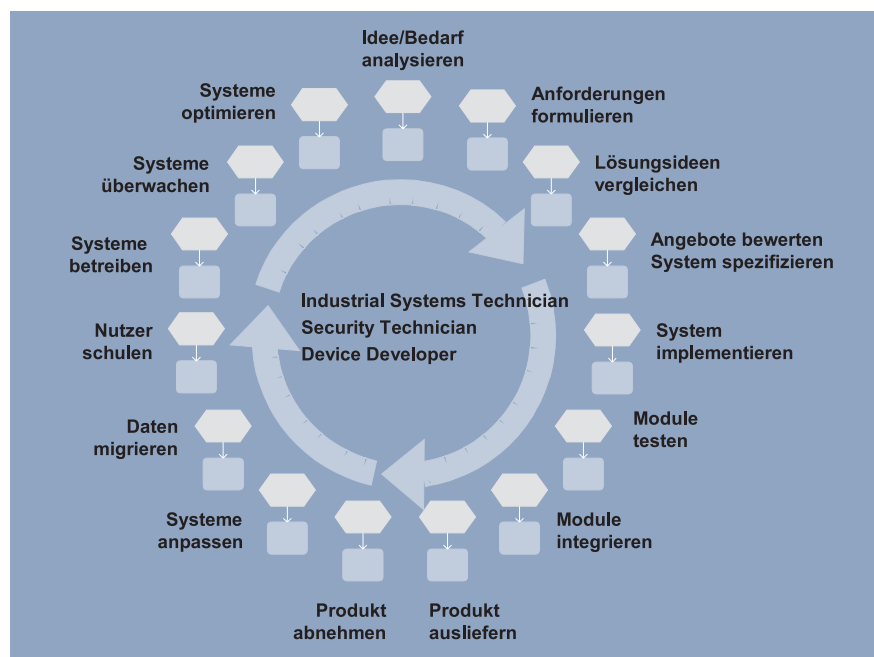 Idee/Bedarf
analysieren
Anforderungen
formulieren
Lösungsideen
vergleichen
Angebote bewerten
System spezifizieren
System
implementieren
Module
testen
Module
integrieren
Produkt
ausliefern
Produkt
abnehmen
Systeme
anpassen
Daten
migrieren
Nutzer
schulen
Systeme
betreiben
Systeme
überwachen
Systeme
optimieren
Industrial Systems Technician
Security Technician
Device Developer